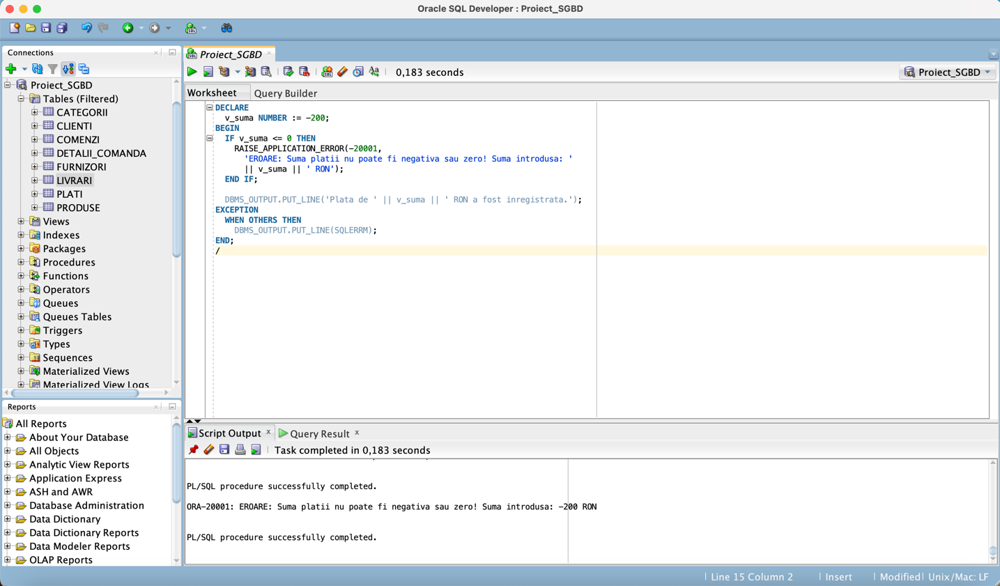 Oracle SQL Developer : Proiect_SGBD
Connections
Proiect_SGBD
Tables (Filtered)
CATEGORII
CLIENTI
COMENZI
DETALII_COMANDA
FURNIZORI
LIVRARI
PLATI
PRODUSE
Views
Indexes
Packages
Procedures
Functions
Operators
Queues
Queues Tables
Triggers
Types
Sequences
Materialized Views
Materialized View Logs
Reports
All Reports
About Your Database
All Objects
Analytic View Reports
Application Express
ASH and AWR
Database Administration
Data Dictionary
Data Dictionary Reports
Data Modeler Reports
OLAP Reports
Proiect_SGBD
0,183 seconds
Proiect_SGBD
Worksheet Query Builder
DECLARE
v_suma NUMBER := -200;
BEGIN
IF v_suma <= 0 THEN
RAISE_APPLICATION_ERROR(-20001,
'EROARE: Suma platii nu poate fi negativa sau zero! Suma introdusa: '
|| v_suma || ' RON');
END IF;
DBMS_OUTPUT.PUT_LINE('Plata de ' || v_suma || ' RON a fost inregistrata.');
EXCEPTION
WHEN OTHERS THEN
DBMS_OUTPUT.PUT_LINE(SQLERRM);
END;
/
Script Output Query Result
Task completed in 0,183 seconds
PL/SQL procedure successfully completed.
ORA-20001: EROARE: Suma platii nu poate fi negativa sau zero! Suma introdusa: -200 RON
PL/SQL procedure successfully completed.
Line 15 Column 2 Insert Modified Unix/Mac: LF